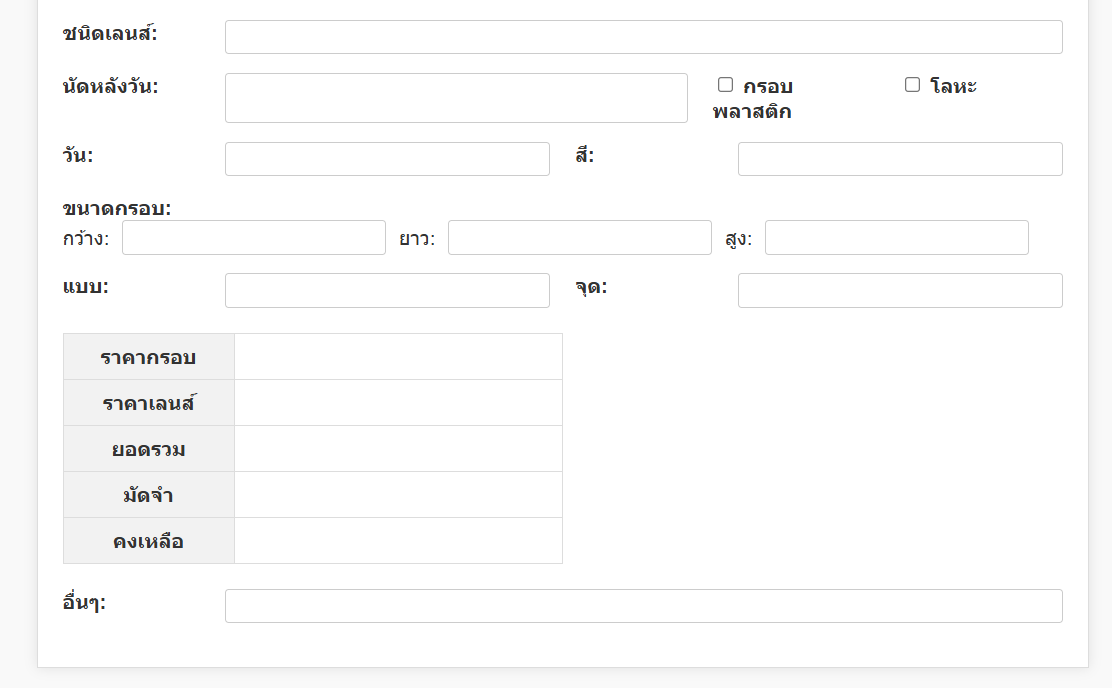 ชนิดเลนส์:
นัดหลังวัน: กรอบ โลหะ
พลาสติก
วัน: สี:
ขนาดกรอบ:
กว้าง: ยาว: สูง:
แบบ: จุด:
ราคากรอบ
ราคาเลนส์
ยอดรวม
มัดจำ
คงเหลือ
อื่นๆ: